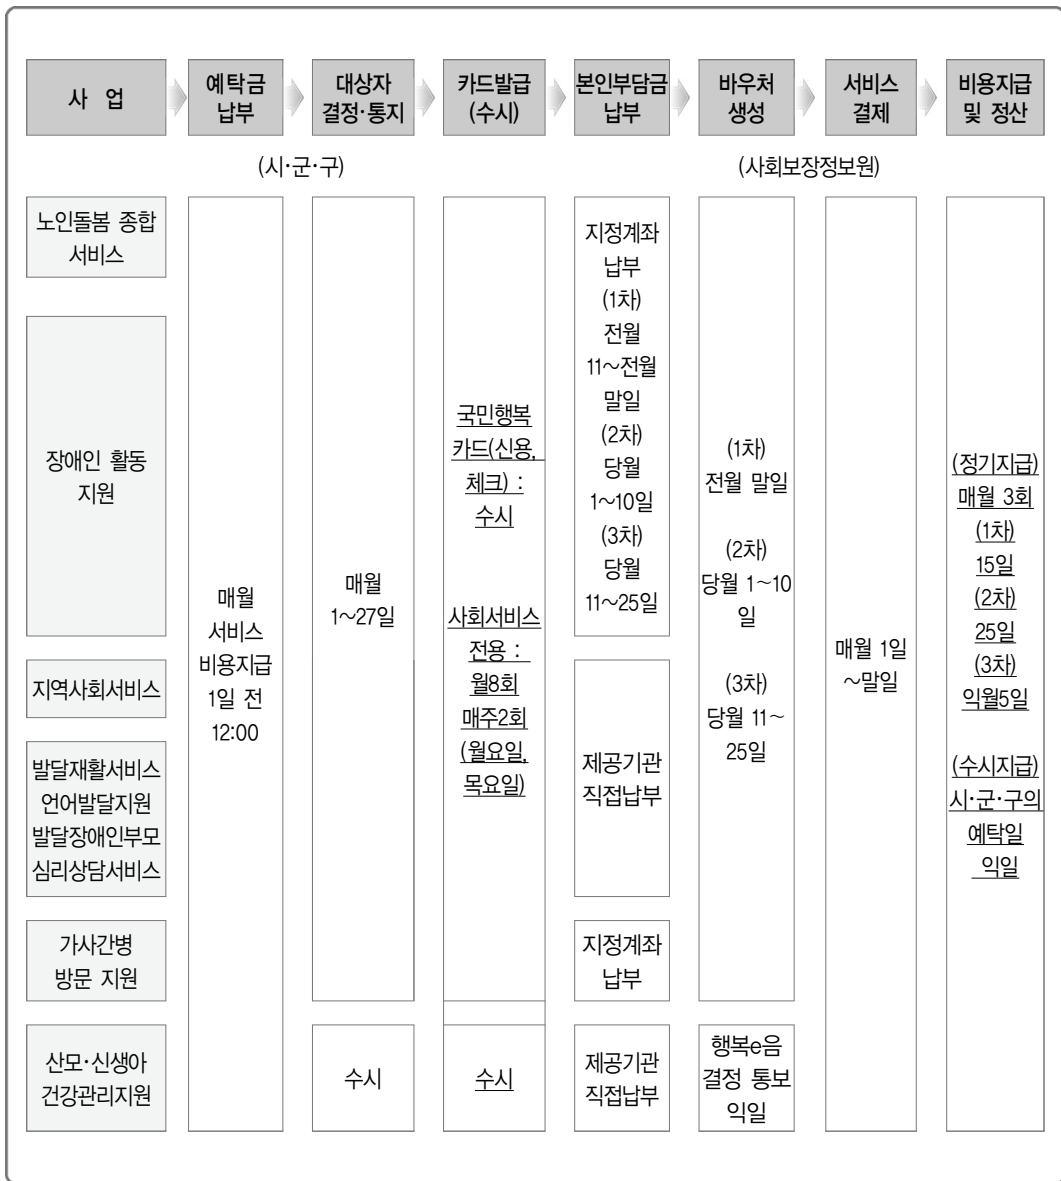 사 업
예탁금
납부
대상자
결정·통지
카드발급
(수시)
본인부담금
납부
바우처
생성
서비스
결제
비용지급
및 정산
(시·군·구)
(사회보장정보원)
노인돌봄 종합
서비스
장애인 활동
지원
지역사회서비스
발달재활서비스
언어발달지원
발달장애인부모
심리상담서비스
가사간병
방문 지원
산모·신생아
건강관리지원
매월
서비스
비용지급
1일 전
12:00
매월
1~27일
수시
국민행복
카드(신용,
체크) :
수시
사회서비스
전용 :
월8회
매주2회
(월요일,
목요일)
수시
지정계좌
납부
(1차)
전월
11~전월
말일
(2차)
당월
1~10일
(3차)
당월
11~25일
제공기관
직접납부
지정계좌
납부
제공기관
직접납부
(1차)
전월 말일
(2차)
당월 1~10
일
(3차)
당월 11~
25일
행복e음
결정 통보
익일
매월 1일
~말일
(정기지급)
매월 3회
(1차)
15일
(2차)
25일
(3차)
익월5일
(수시지급)
시·군·구의
예탁일
익일